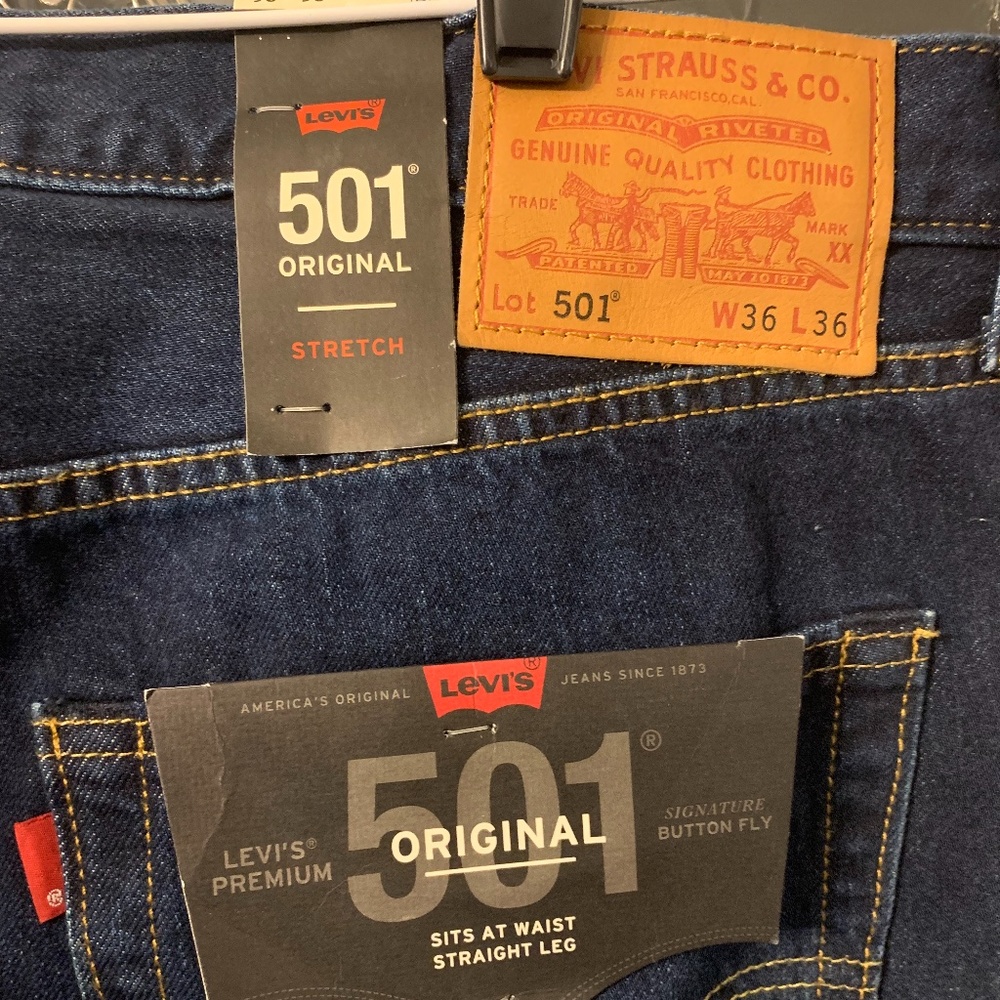 Levi's®
501®
ORIGINAL
STRETCH
STRAUSS & CO.
SAN FRANCISCO, CAL.
ORIGINAL RIVETED
GENUINE QUALITY CLOTHING
TRADE MARK
XX
PATENTED MAY 20 1873
Lot 501® W36 L36
AMERICA'S ORIGINAL Levi's® JEANS SINCE 1873
501®
ORIGINAL
LEVI'S®
PREMIUM
SIGNATURE
BUTTON FLY
SITS AT WAIST
STRAIGHT LEG
®